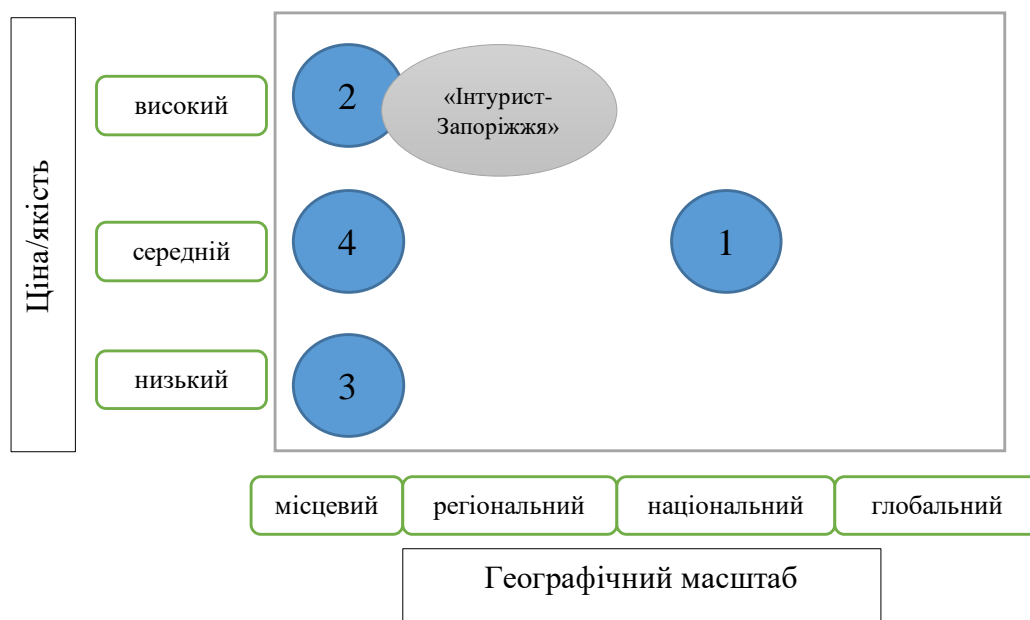 Ціна/якість
високий
2
«Інтурист-
Запоріжжя»
середній
4
1
низький
3
місцевий
регіональний
національний
глобальний
Географічний масштаб